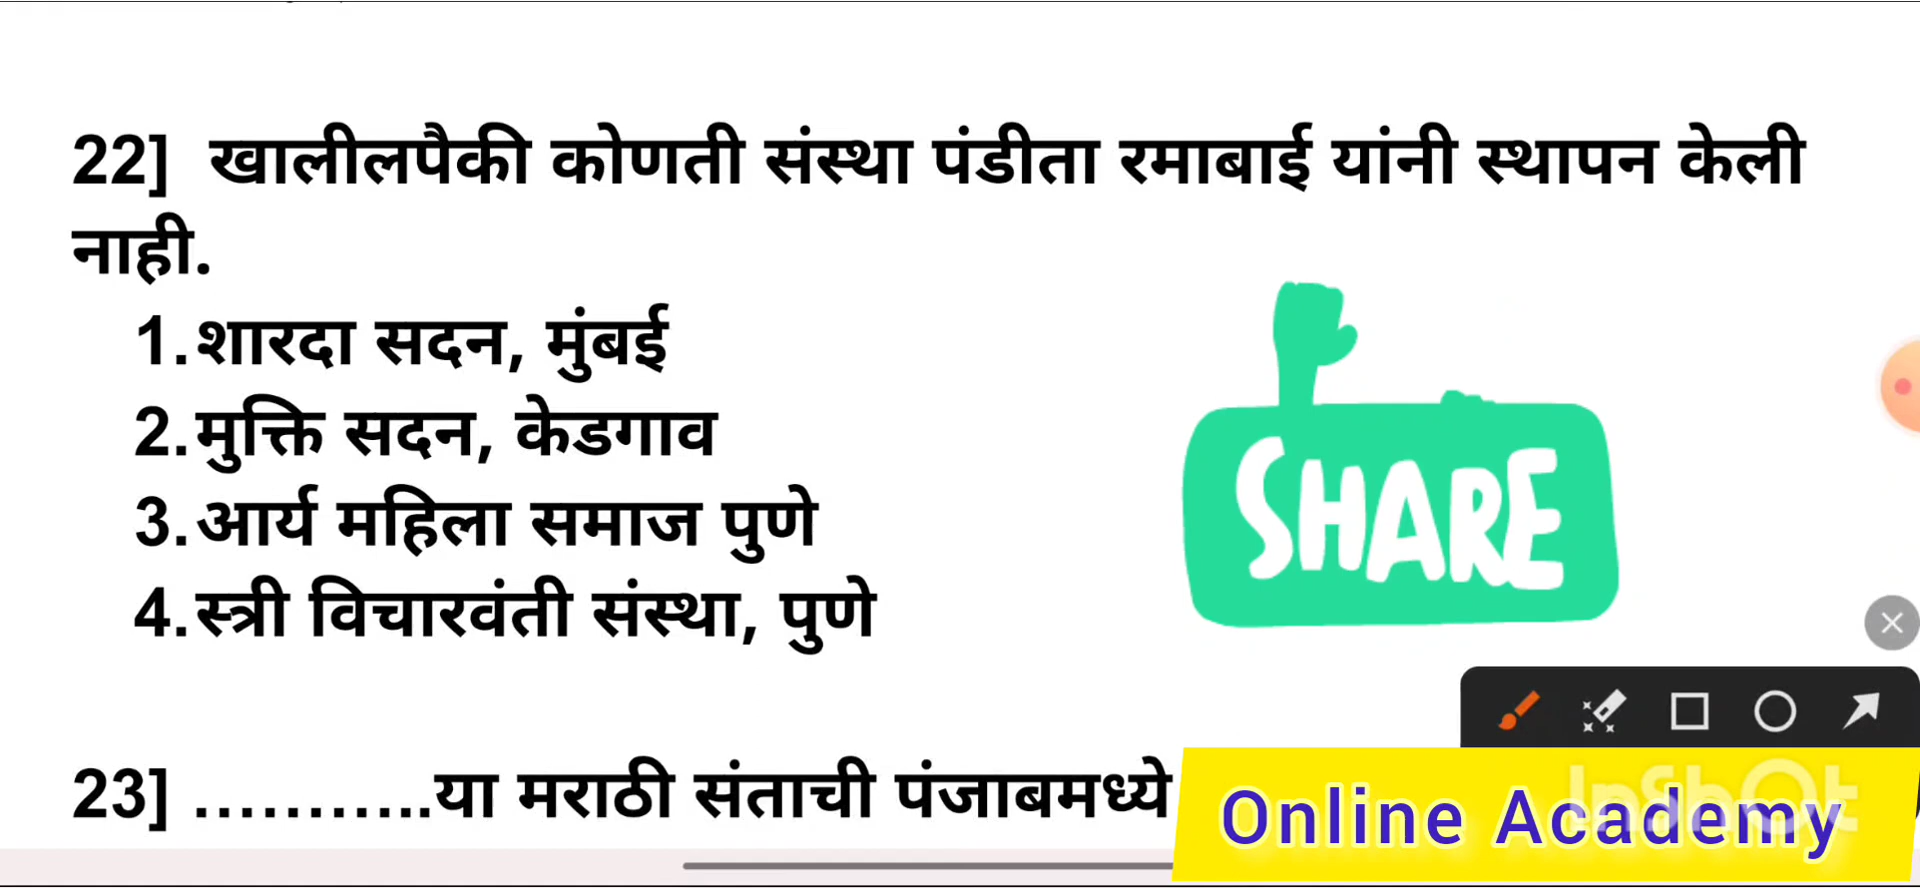 22] खालीलपैकी कोणती संस्था पंडीता रमाबाई यांनी स्थापन केली
नाही.
1.शारदा सदन, मुंबई
2.मुक्ति सदन, केडगाव
3.आर्य महिला समाज पुणे
4.स्त्री विचारवंती संस्था, पुणे
SHARE
23] ...........या मराठी संताची पंजाबमध्ये
Online Academy
InShOt